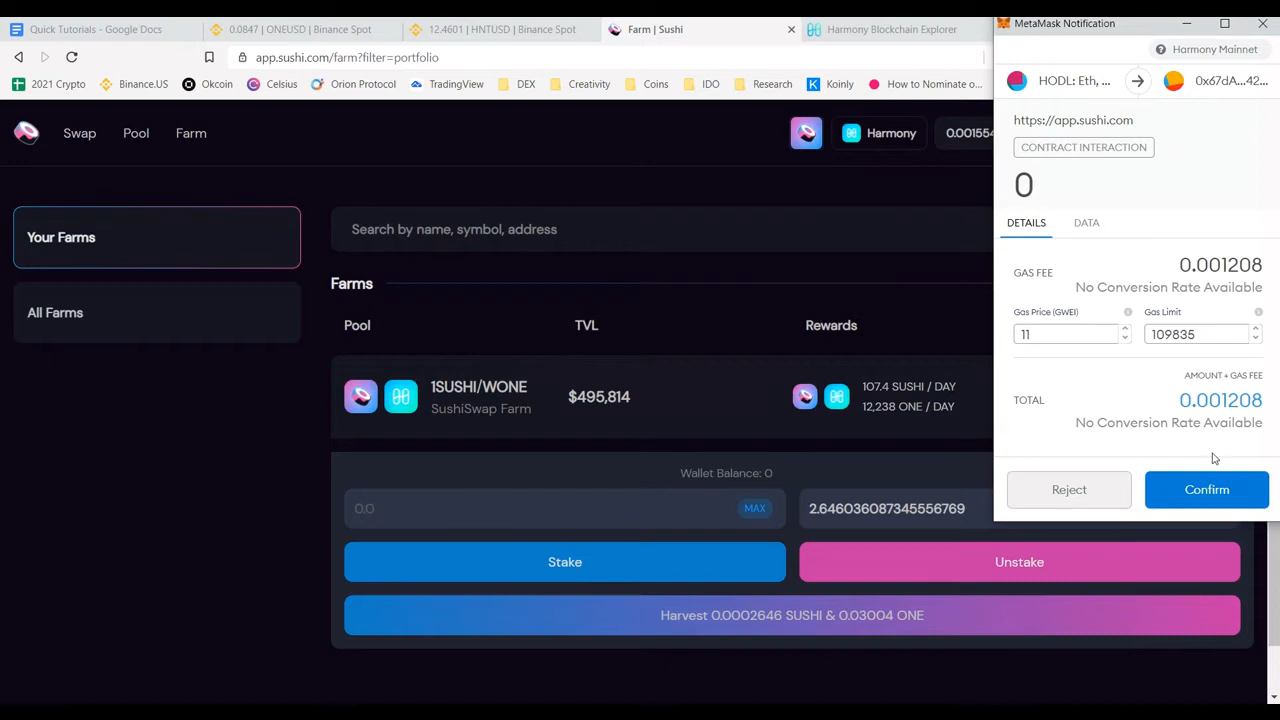 Quick Tutorials - Google Docs
0.0847 | ONEUSD | Binance Spot
12.4601 | HNTUSD | Binance Spot
Farm | Sushi
Harmony Blockchain Explorer
app.sushi.com/farm?filter=portfolio
2021 Crypto
Binance.US
Okcoin
Celsius
Orion Protocol
TradingView
DEX
Creativity
Coins
IDO
Research
Koinly
How to Nominate o...
Swap
Pool
Farm
Harmony
0.001554
Your Farms
All Farms
Search by name, symbol, address
Farms
Pool
TVL
Rewards
1SUSHI/WONE
SushiSwap Farm
$495,814
107.4 SUSHI / DAY
12,238 ONE / DAY
Wallet Balance: 0
0.0
MAX
2.646036087345556769
Stake
Unstake
Harvest 0.0002646 SUSHI & 0.03004 ONE
MetaMask Notification
Harmony Mainnet
HODL: Eth, ...
0x67dA...42...
https://app.sushi.com
CONTRACT INTERACTION
0
DETAILS
DATA
GAS FEE
0.001208
No Conversion Rate Available
Gas Price (GWEI)
Gas Limit
11
109835
AMOUNT + GAS FEE
TOTAL
0.001208
No Conversion Rate Available
Reject
Confirm